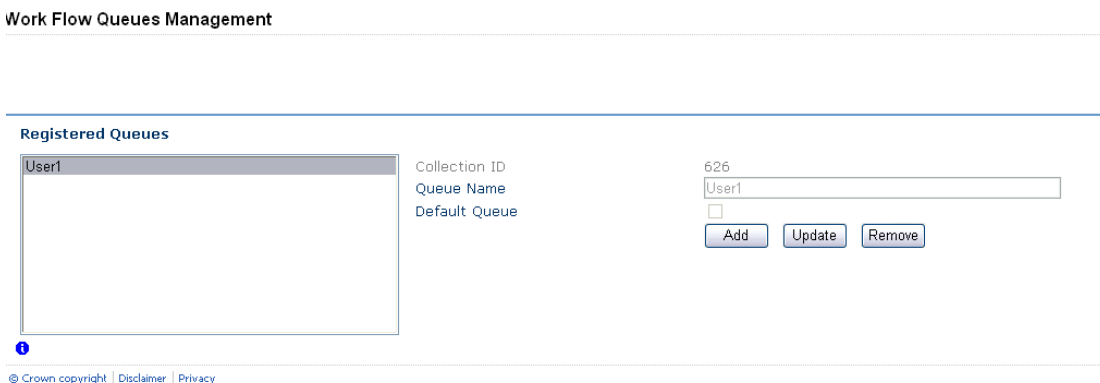 Work Flow Queues Management
Registered Queues
User1
Collection ID 626
Queue Name User1
Default Queue
Add Update Remove
© Crown copyright | Disclaimer | Privacy